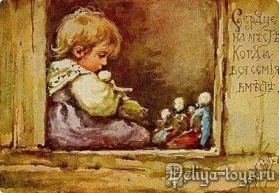 Сердце
на месте
Когда
вся семья
вместе
Deliya-toys.ru